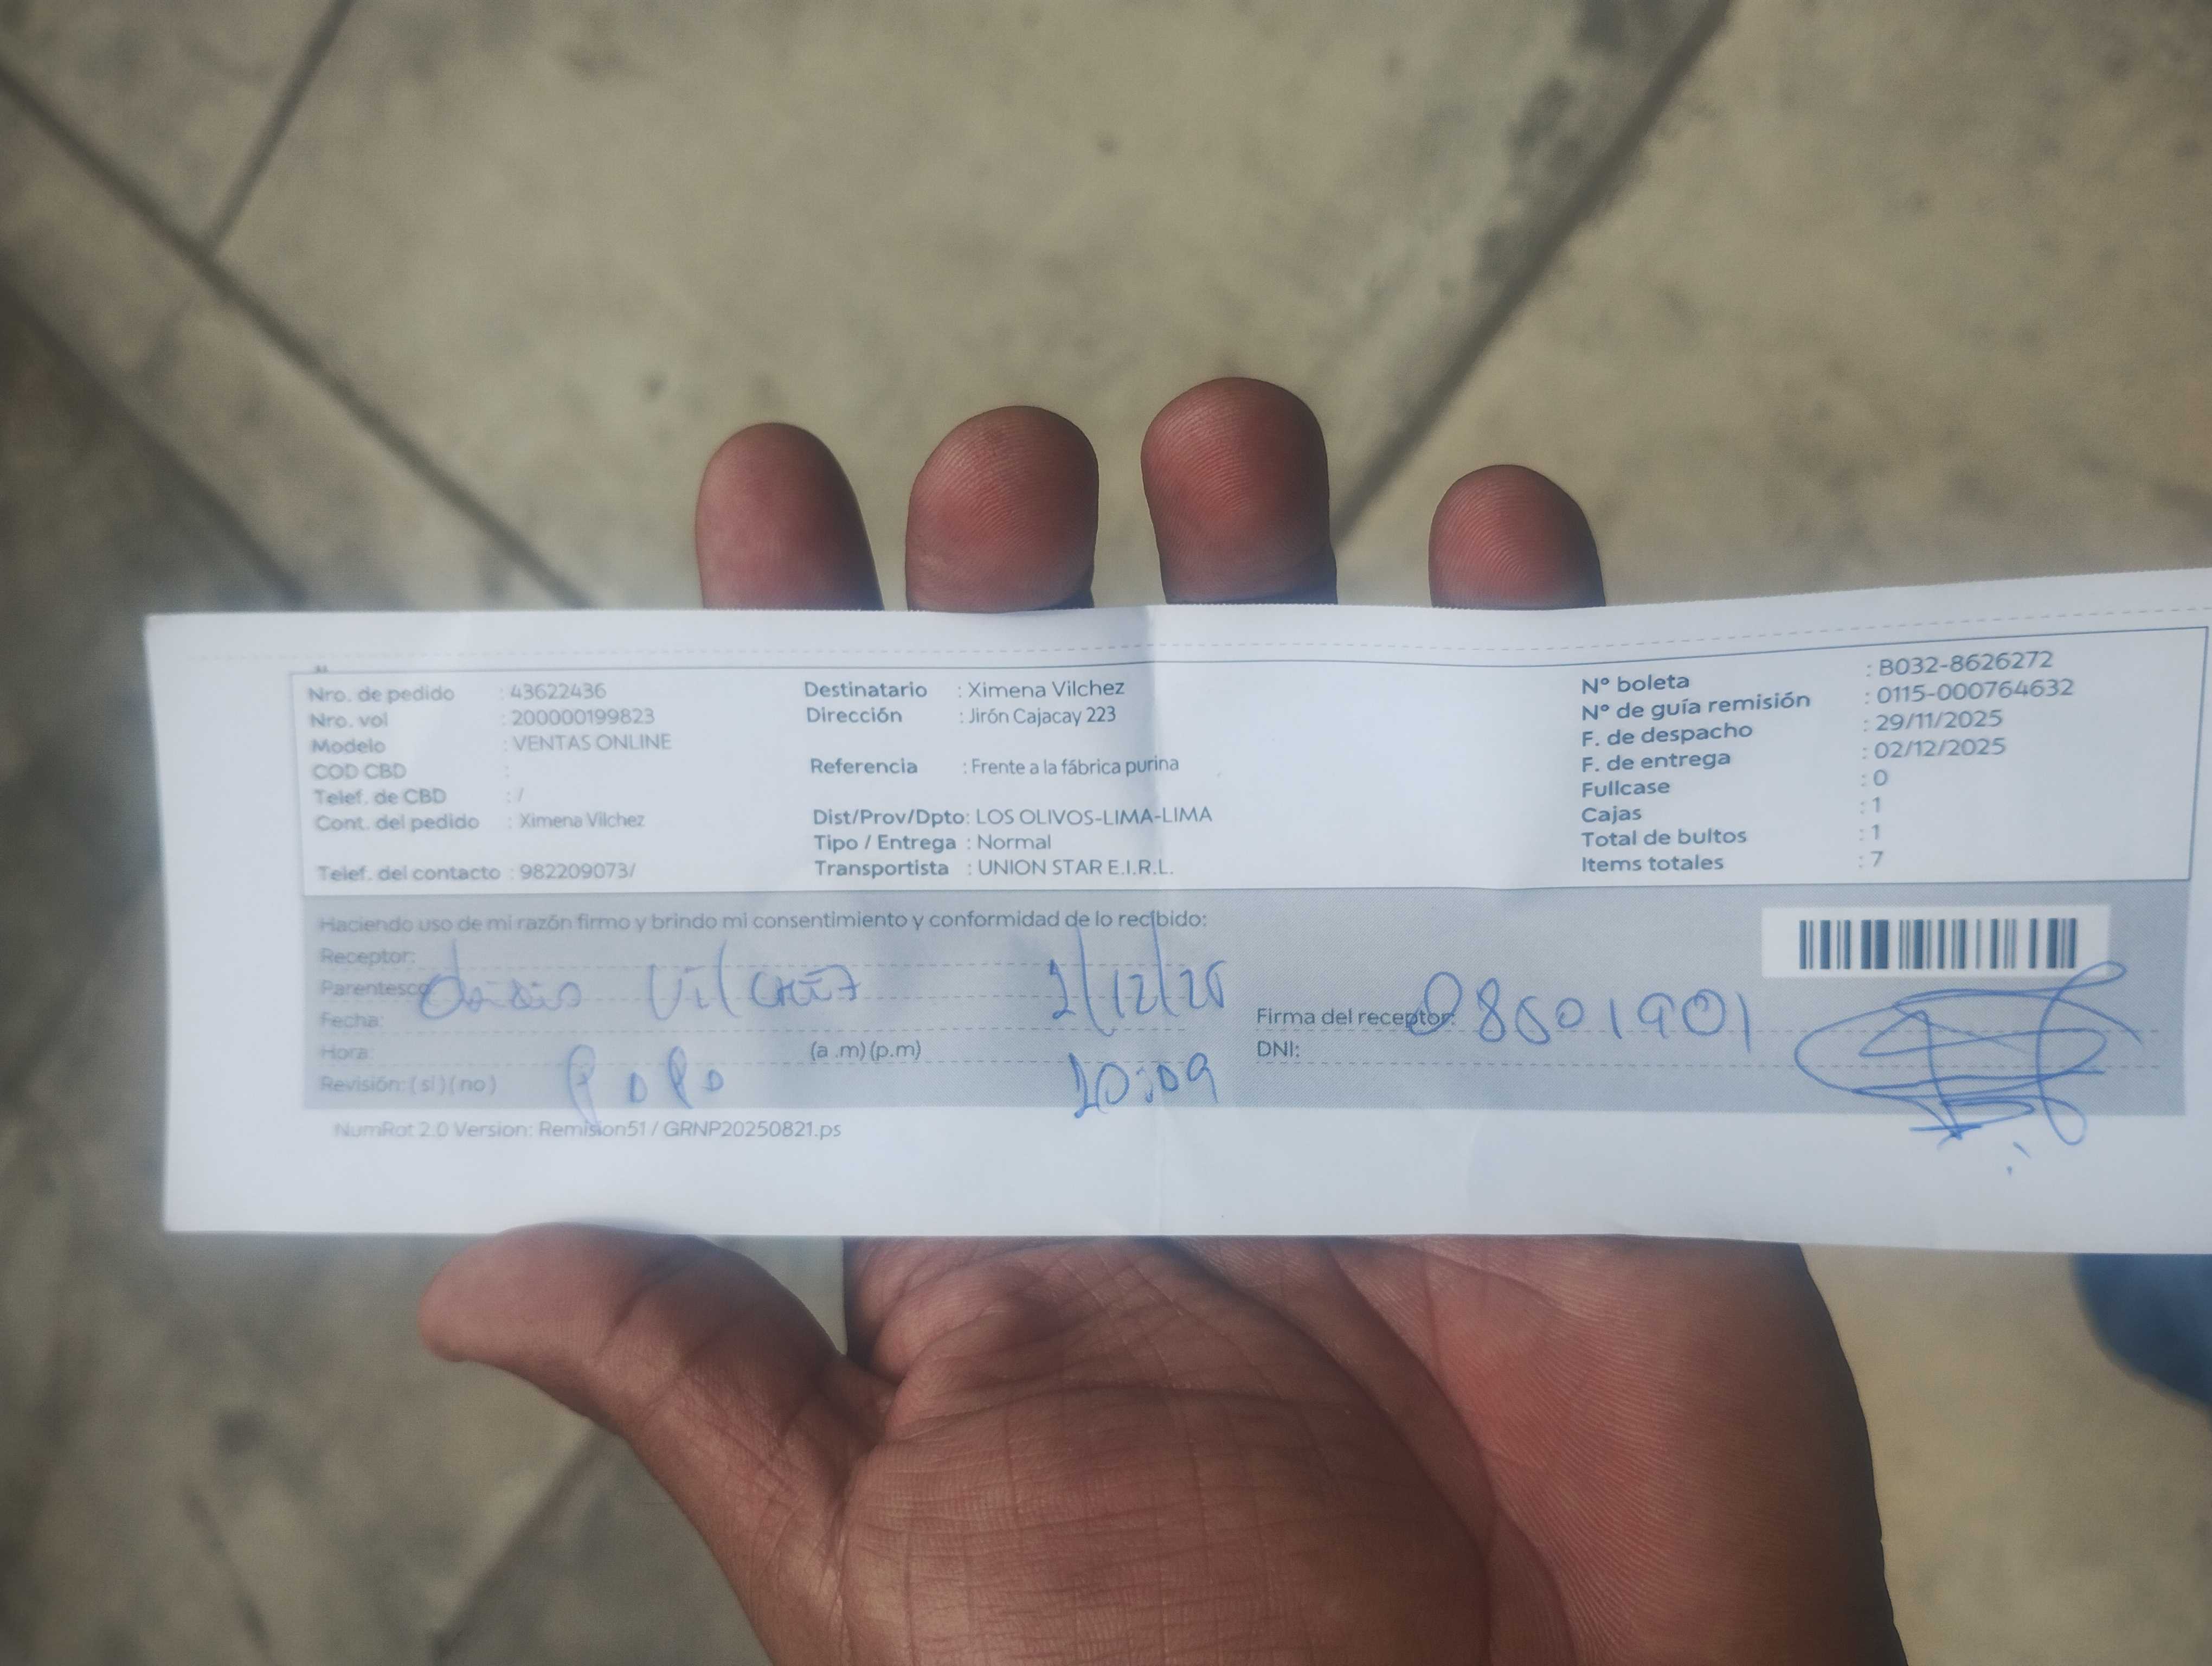 Nro. de pedido : 43622436
Nro. vol : 200000199823
Modelo : VENTAS ONLINE
COD CBD :
Telef. de CBD : /
Cont. del pedido : Ximena Vilchez
Telef. del contacto : 982209073/
Destinatario : Ximena Vilchez
Dirección : Jirón Cajacay 223
Referencia : Frente a la fábrica purina
Dist/Prov/Dpto: LOS OLIVOS-LIMA-LIMA
Tipo / Entrega : Normal
Transportista : UNION STAR E.I.R.L.
Nº boleta : B032-8626272
Nº de guía remisión : 0115-000764632
F. de despacho : 29/11/2025
F. de entrega : 02/12/2025
Fullcase : 0
Cajas : 1
Total de bultos : 1
Items totales : 7
Haciendo uso de mi razón firmo y brindo mi consentimiento y conformidad de lo recibido:
Receptor:
Parentesco
Vilchez
Fecha:
Hora: (a .m) (p.m)
Revisión: ( si ) ( no )
10:09
Firma del receptor:
DNI:
NumRot 2.0 Version: Remision51 / GRNP20250821.ps